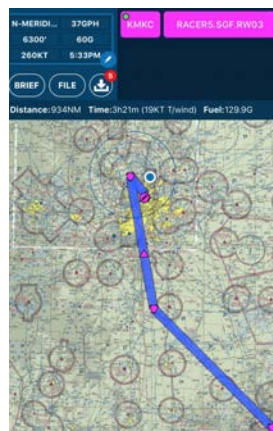 N-MERIDI... 37GPH
6300' 60G
260KT 5:33PM
KMKC RACER5.SGF.RW03
BRIEF FILE 5
Distance:934NM Time:3h21m (19KT T/wind) Fuel:129.9G